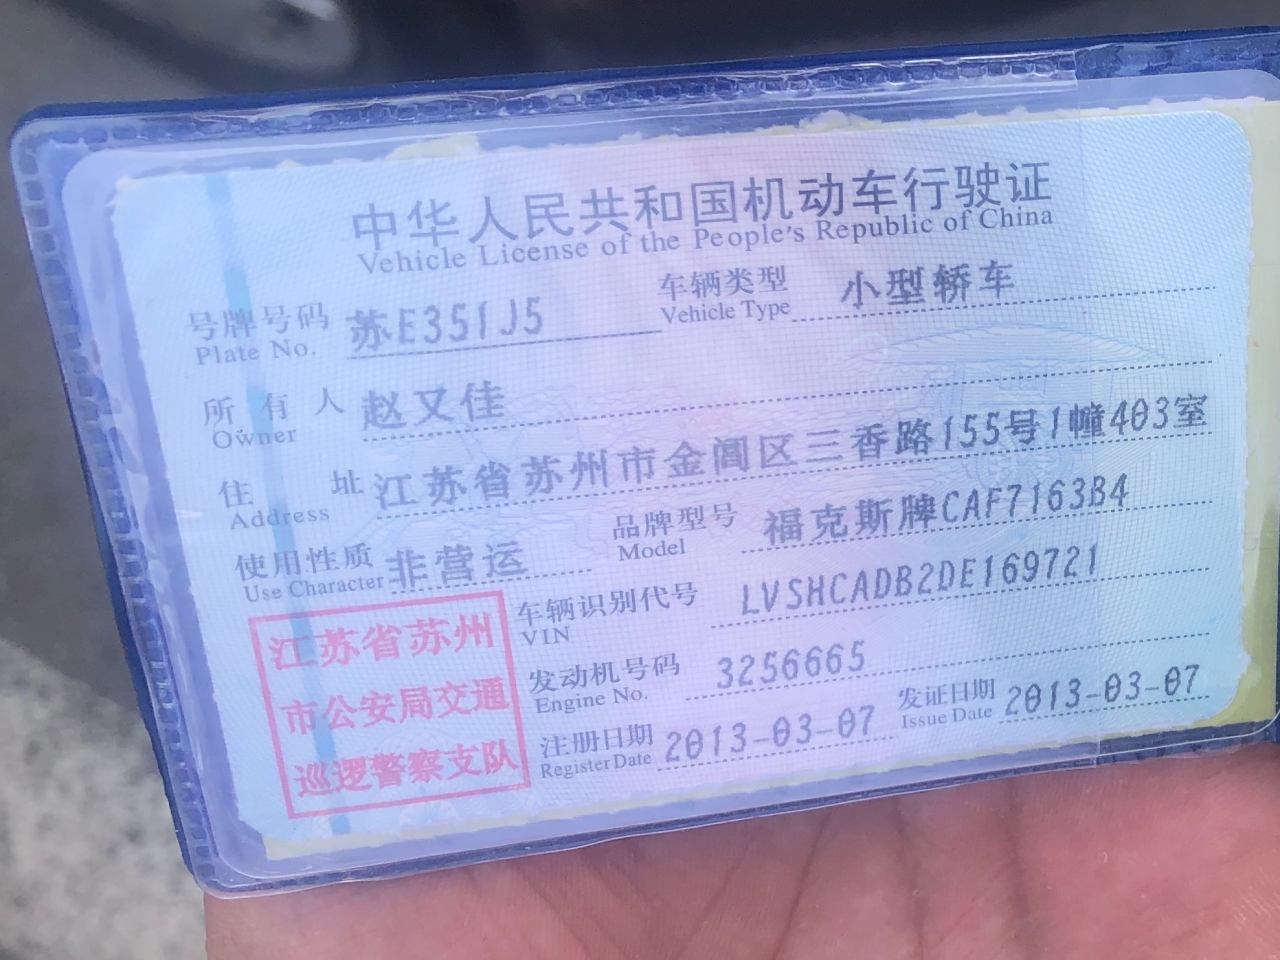 中华人民共和国机动车行驶证
Vehicle License of the People's Republic of China
号牌号码 苏E351J5 车辆类型 小型轿车
Plate No. Vehicle Type
所有人 赵又佳
Owner
住址 江苏省苏州市金阊区三香路155号1幢403室
Address
使用性质 非营运 品牌型号 福克斯牌CAF7163B4
Use Character Model
车辆识别代号 LVSHCADB2DE169721
VIN
发动机号码 3256665
Engine No.
注册日期 2013-03-07 发证日期 2013-03-07
Register Date Issue Date
江苏省苏州
市公安局交通
巡逻警察支队